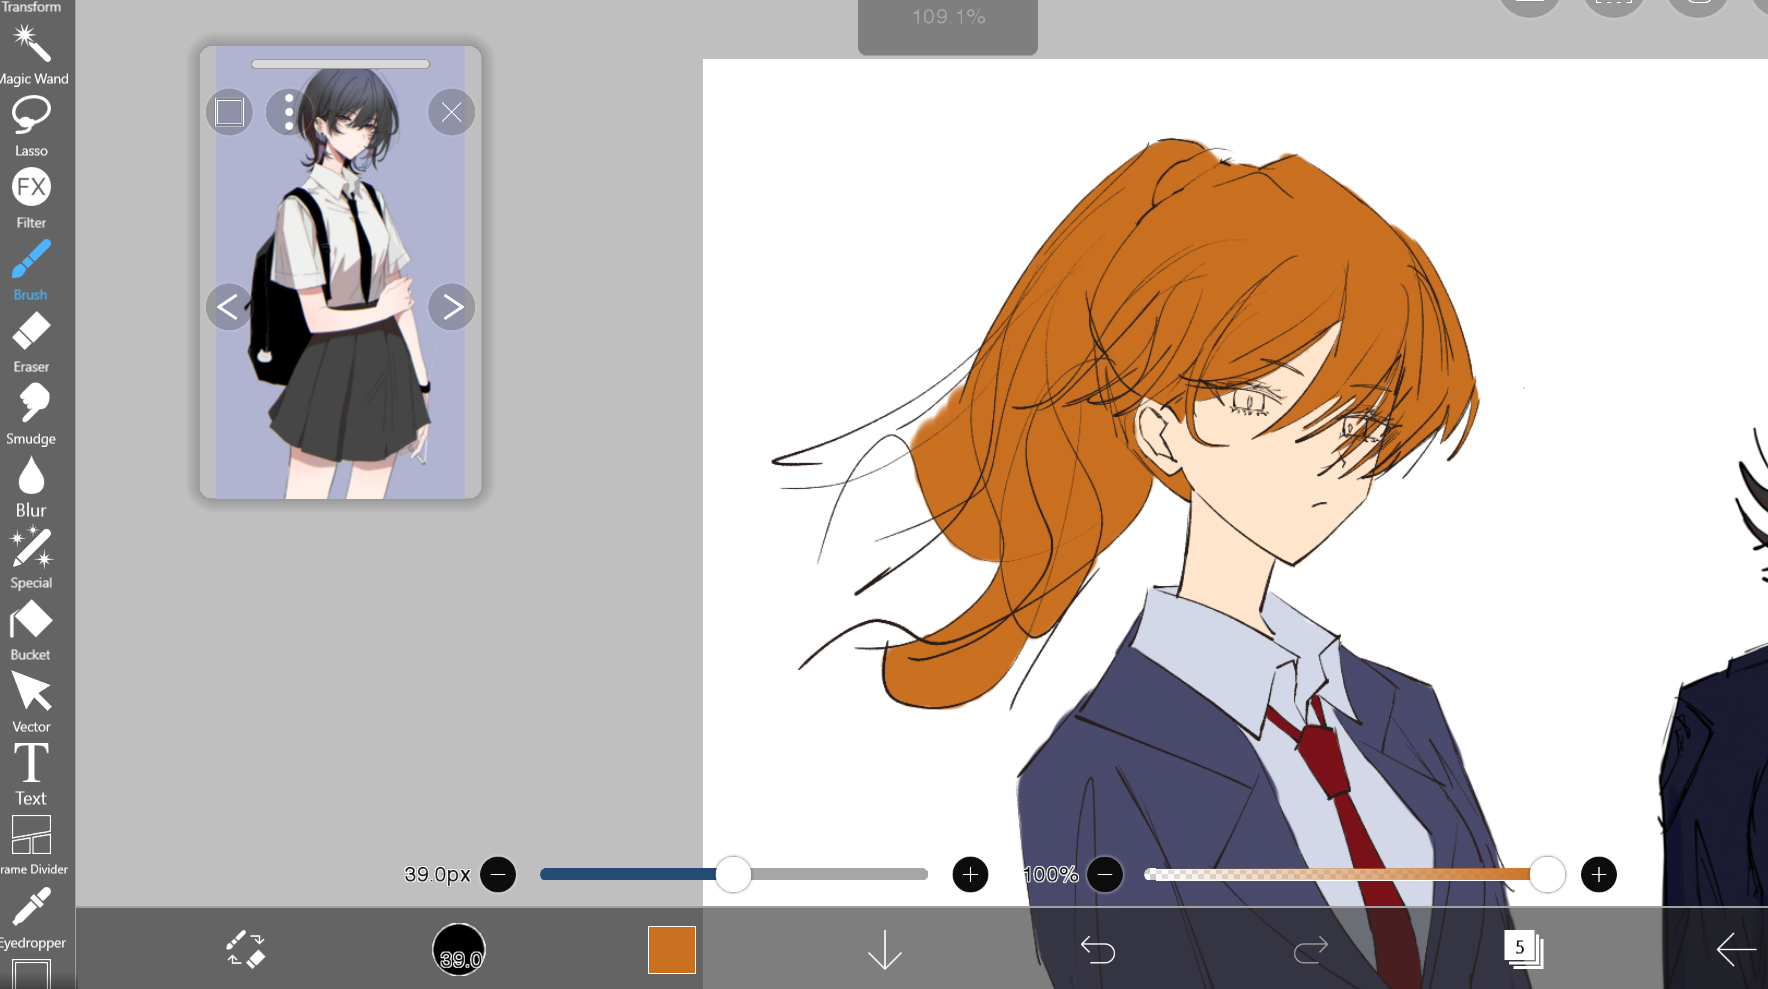 Transform
Magic Wand
Lasso
FX
Filter
Brush
Eraser
Smudge
Blur
Special
Bucket
Vector
T
Text
rame Divider
Eyedropper
109.1%
39.0px
100%
39.0
5